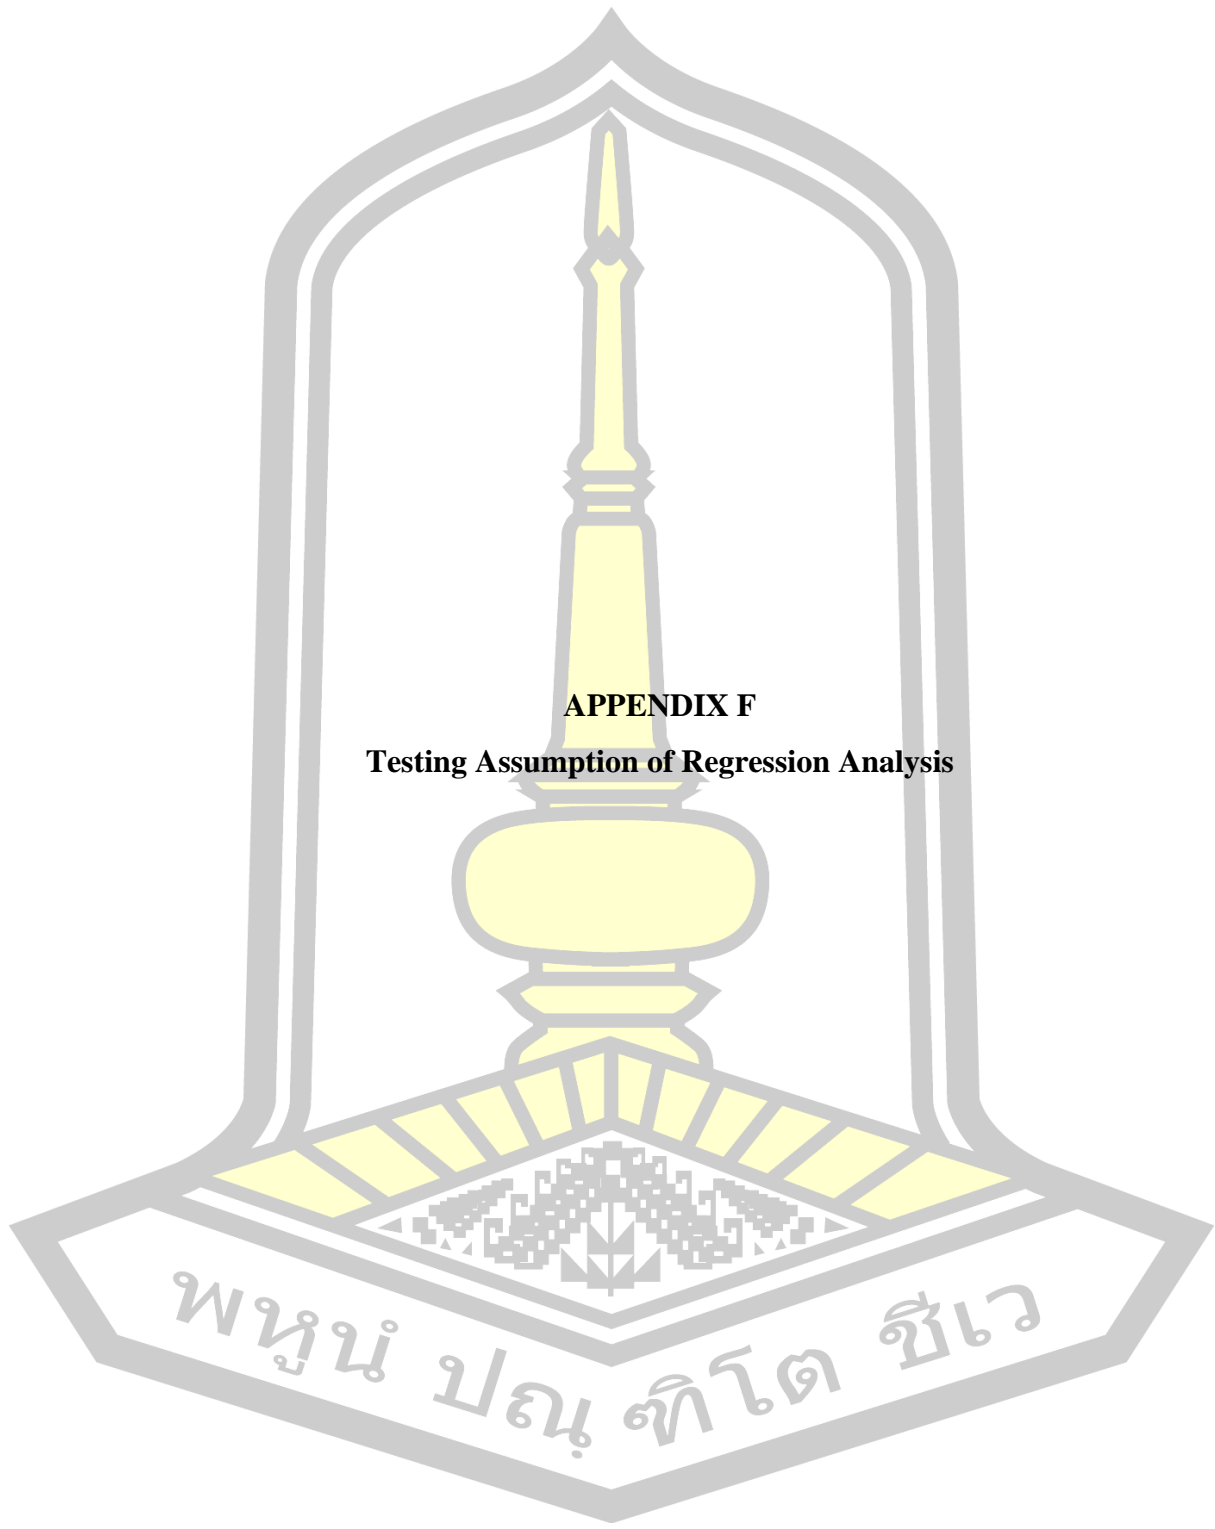 APPENDIX F
Testing Assumption of Regression Analysis
พหูนํ ปณฺ ฑิโต ชีเว